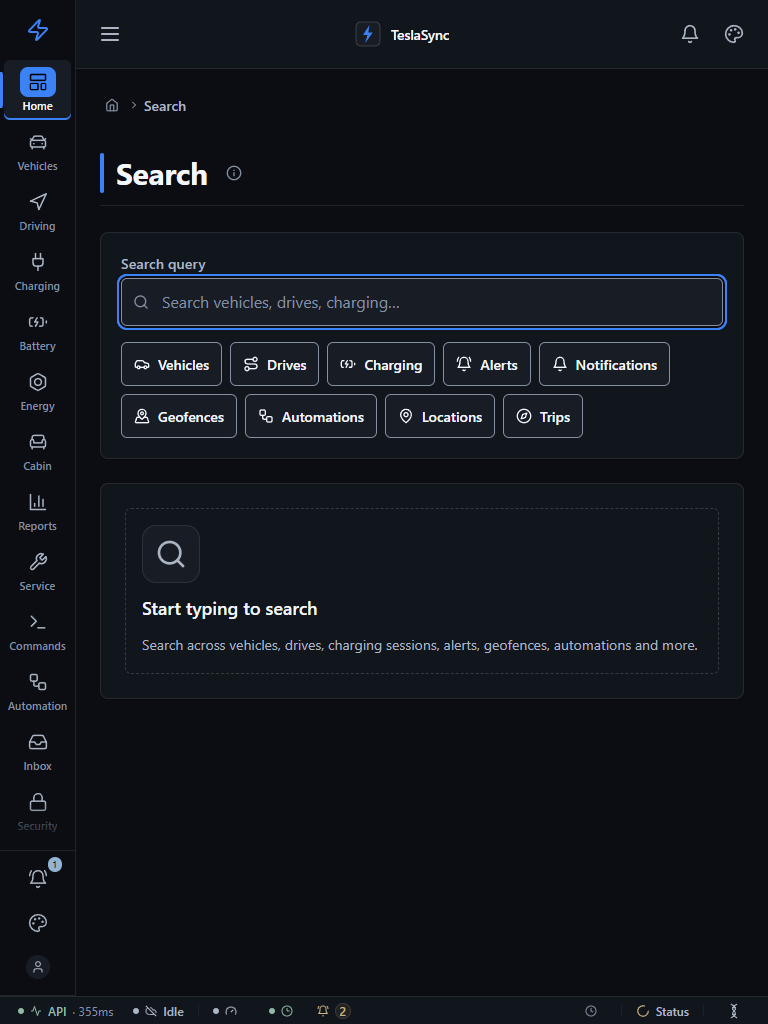 TeslaSync
Home
Vehicles
Driving
Charging
Battery
Energy
Cabin
Reports
Service
Commands
Automation
Inbox
Security
1
Search
Search
Search query
Search vehicles, drives, charging...
Vehicles Drives Charging Alerts Notifications
Geofences Automations Locations Trips
Start typing to search
Search across vehicles, drives, charging sessions, alerts, geofences, automations and more.
API · 355ms Idle 2 Status